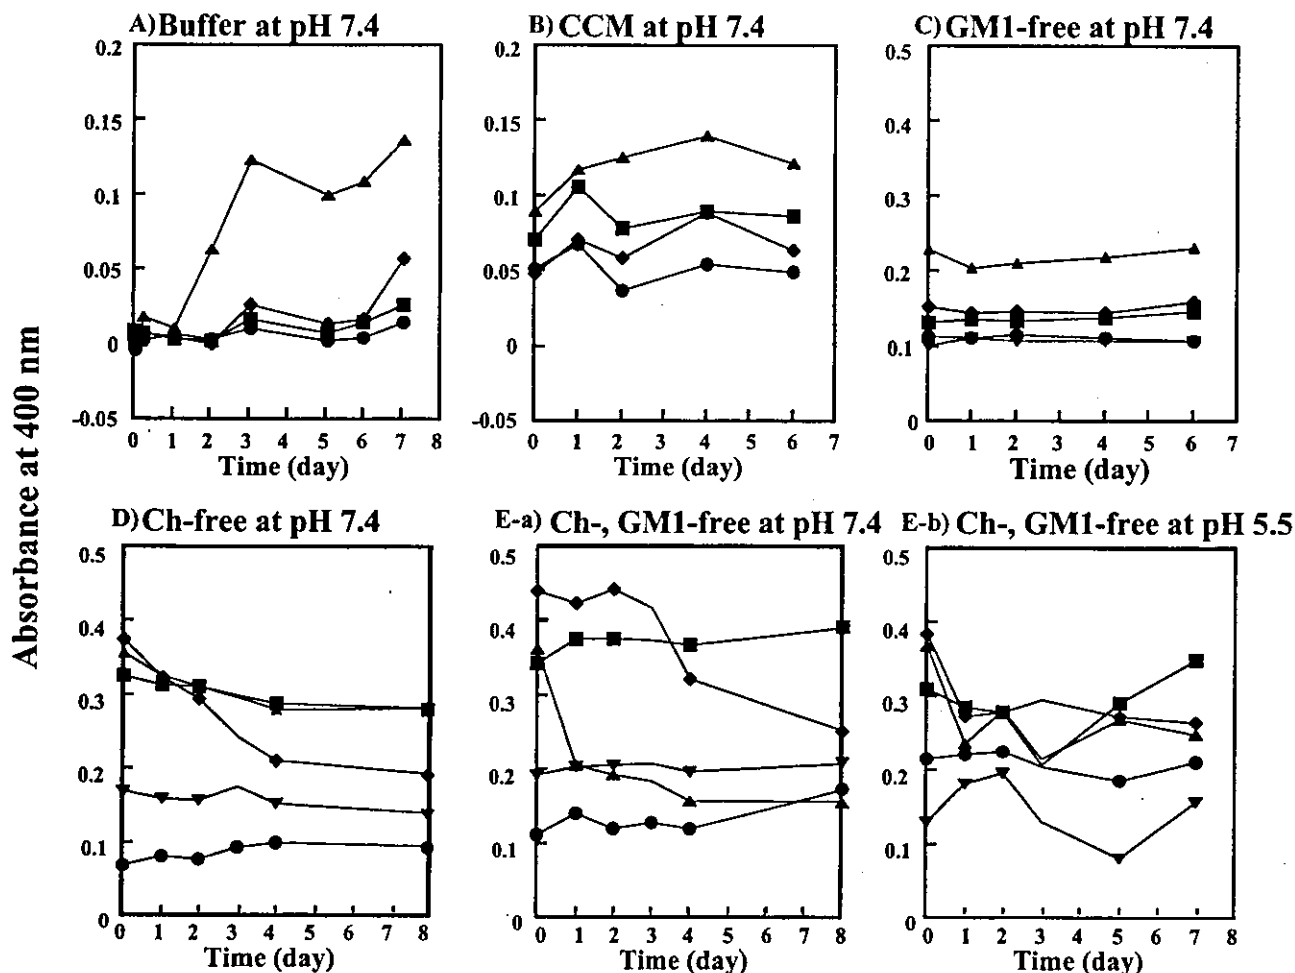 A) Buffer at pH 7.4
0.2
0.15
0.1
0.05
0
-0.05
0 1 2 3 4 5 6 7 8
Time (day)
B) CCM at pH 7.4
0.2
0.15
0.1
0.05
0
-0.05
0 1 2 3 4 5 6 7
Time (day)
C) GM1-free at pH 7.4
0.5
0.4
0.3
0.2
0.1
0
0 1 2 3 4 5 6 7
Time (day)
Absorbance at 400 nm
D) Ch-free at pH 7.4
0.5
0.4
0.3
0.2
0.1
0
0 1 2 3 4 5 6 7 8
Time (day)
E-a) Ch-, GM1-free at pH 7.4
0.5
0.4
0.3
0.2
0.1
0
0 1 2 3 4 5 6 7 8
Time (day)
E-b) Ch-, GM1-free at pH 5.5
0.5
0.4
0.3
0.2
0.1
0
0 1 2 3 4 5 6 7 8
Time (day)